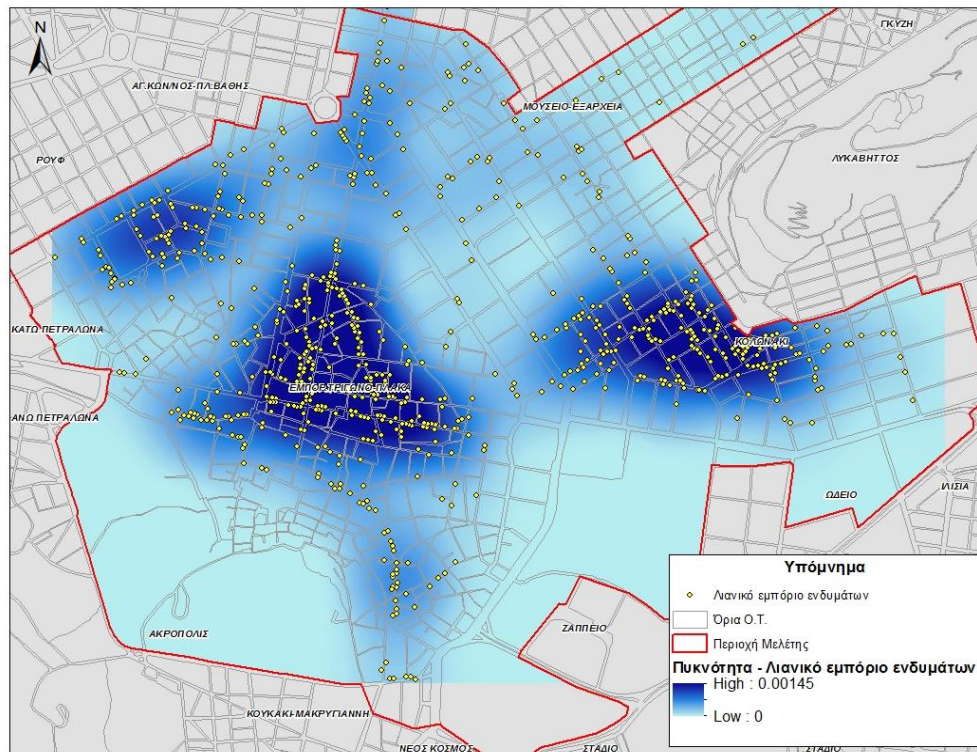 N
ΓΚΥΖΗ
ΑΓ.ΚΩΝ/ΝΟΣ-ΠΛ.ΒΑΘΗΣ
ΜΟΥΣΕΙΟ-ΕΞΑΡΧΕΙΑ
ΡΟΥΦ
ΛΥΚΑΒΗΤΤΟΣ
ΚΑΤΩ ΠΕΤΡΑΛΩΝΑ
ΚΟΛΩΝΑΚΙ
ΕΜΠΟΡ.ΤΡΙΓΩΝΟ-ΠΛΑΚΑ
ΑΝΩ ΠΕΤΡΑΛΩΝΑ
ΙΛΙΣΙΑ
ΩΔΕΙΟ
Υπόμνημα
Λιανικό εμπόριο ενδυμάτων
Όρια Ο.Τ.
Περιοχή Μελέτης
Πυκνότητα - Λιανικό εμπόριο ενδυμάτων
High : 0.00145
Low : 0
ΖΑΠΠΕΙΟ
ΑΚΡΟΠΟΛΙΣ
ΚΟΥΚΑΚΙ-ΜΑΚΡΥΓΙΑΝΝΗ
ΝΕΟΣ ΚΟΣΜΟΣ
ΣΤΑΔΙΟ
ΣΤΑΔΙΟ